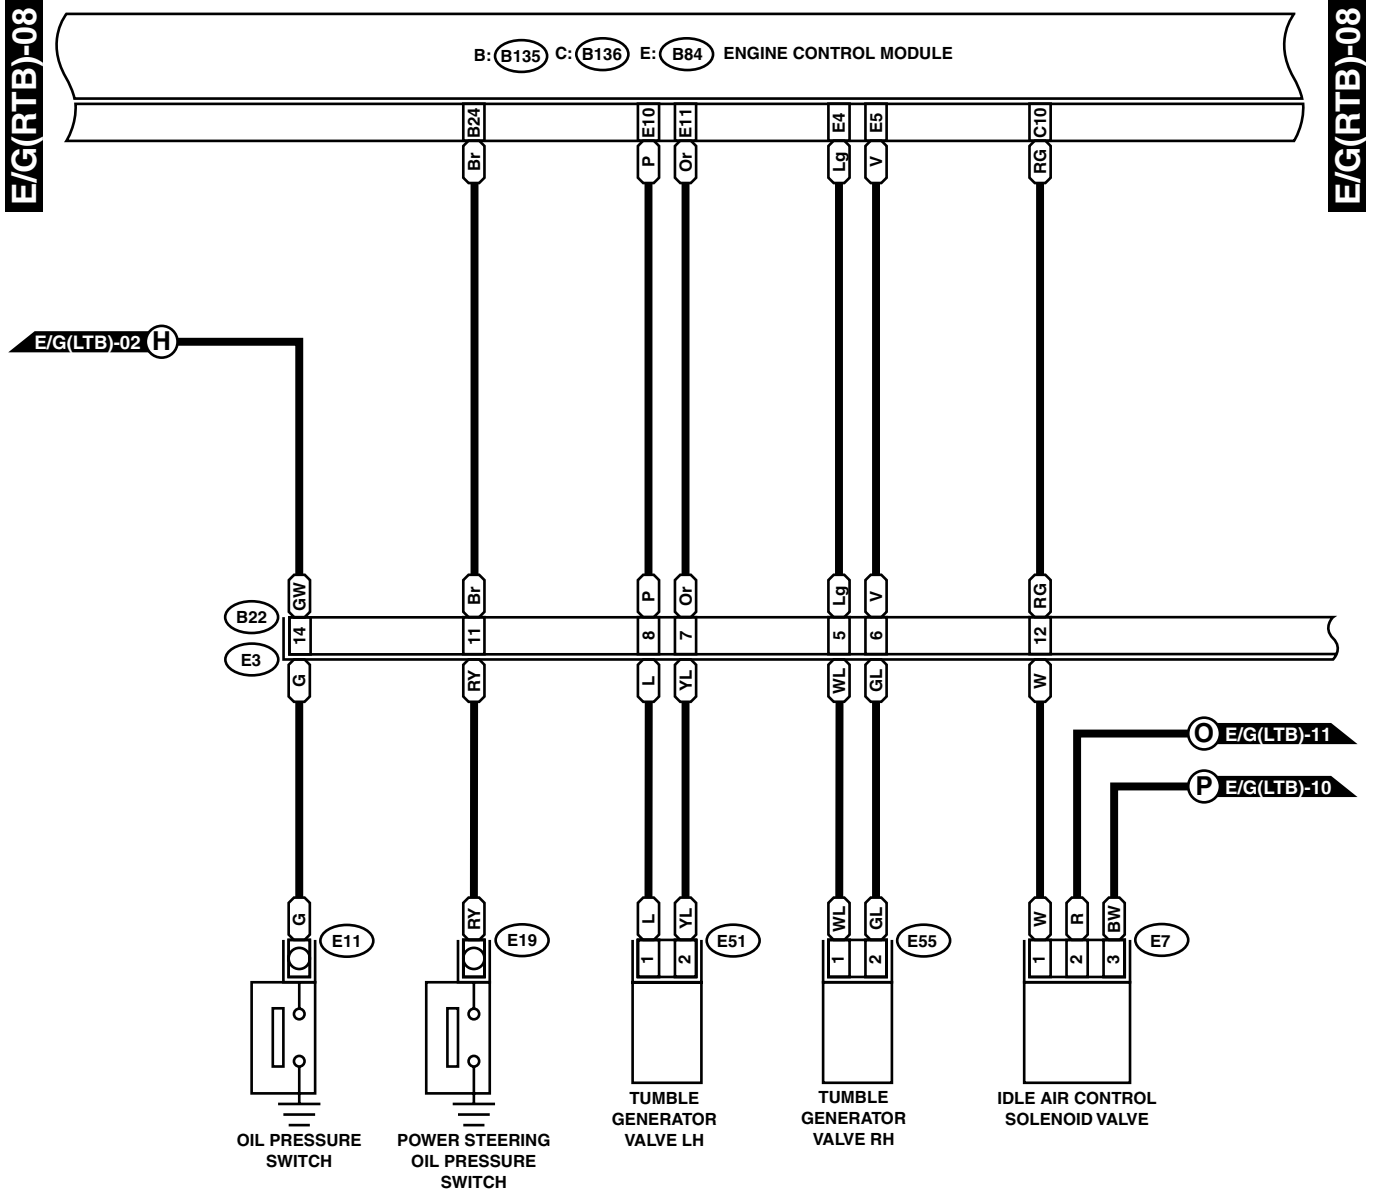 E/G(RTB)-08
E/G(RTB)-08
B: B135 C: B136 E: B84 ENGINE CONTROL MODULE
B24 E10 E11 E4 E5 C10
Br P Or Lg V RG
E/G(LTB)-02 H
GW Br P Or Lg V RG
B22
14 11 8 7 5 6 12
E3
G RY L YL WL GL W
O E/G(LTB)-11
P E/G(LTB)-10
G RY L YL WL GL W R BW
E11 E19 E51 E55 E7
1 2 1 2 1 2 3
OIL PRESSURE
SWITCH
POWER STEERING
OIL PRESSURE
SWITCH
TUMBLE
GENERATOR
VALVE LH
TUMBLE
GENERATOR
VALVE RH
IDLE AIR CONTROL
SOLENOID VALVE